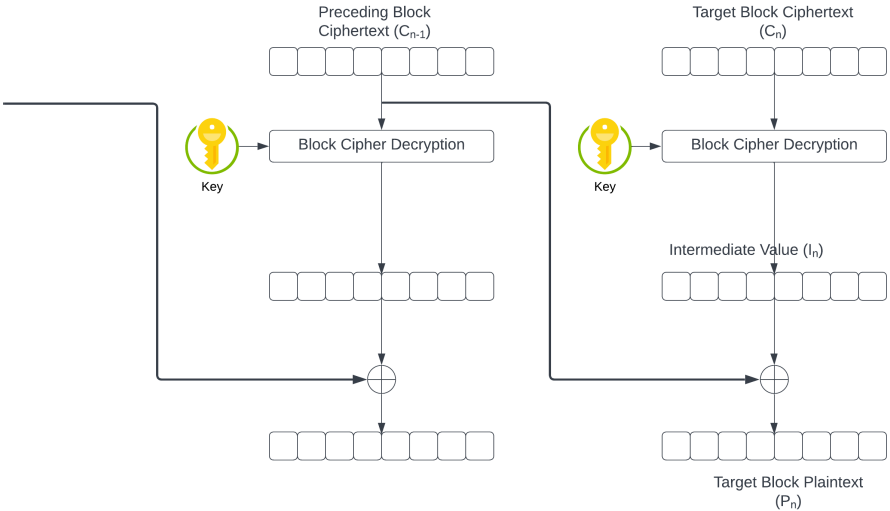 Preceding Block
Ciphertext (Cn-1)
Target Block Ciphertext
(Cn)
Block Cipher Decryption
Block Cipher Decryption
Key
Key
Intermediate Value (In)
Target Block Plaintext
(Pn)